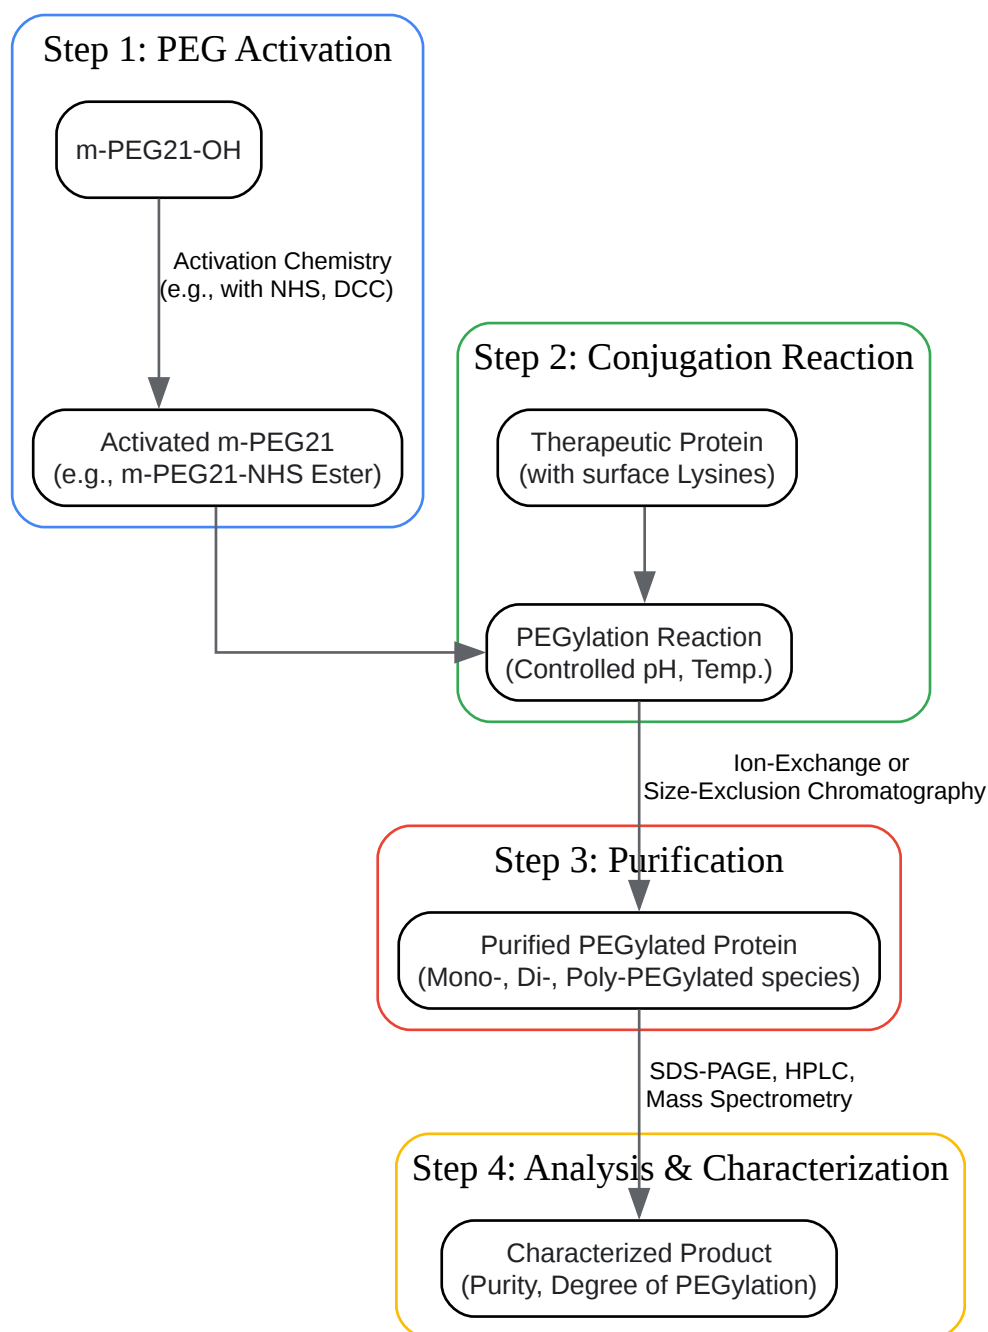 Step 1: PEG Activation
m-PEG21-OH
Activation Chemistry
(e.g., with NHS, DCC)
Activated m-PEG21
(e.g., m-PEG21-NHS Ester)
Step 2: Conjugation Reaction
Therapeutic Protein
(with surface Lysines)
PEGylation Reaction
(Controlled pH, Temp.)
Ion-Exchange or
Size-Exclusion Chromatography
Step 3: Purification
Purified PEGylated Protein
(Mono-, Di-, Poly-PEGylated species)
SDS-PAGE, HPLC,
Mass Spectrometry
Step 4: Analysis & Characterization
Characterized Product
(Purity, Degree of PEGylation)